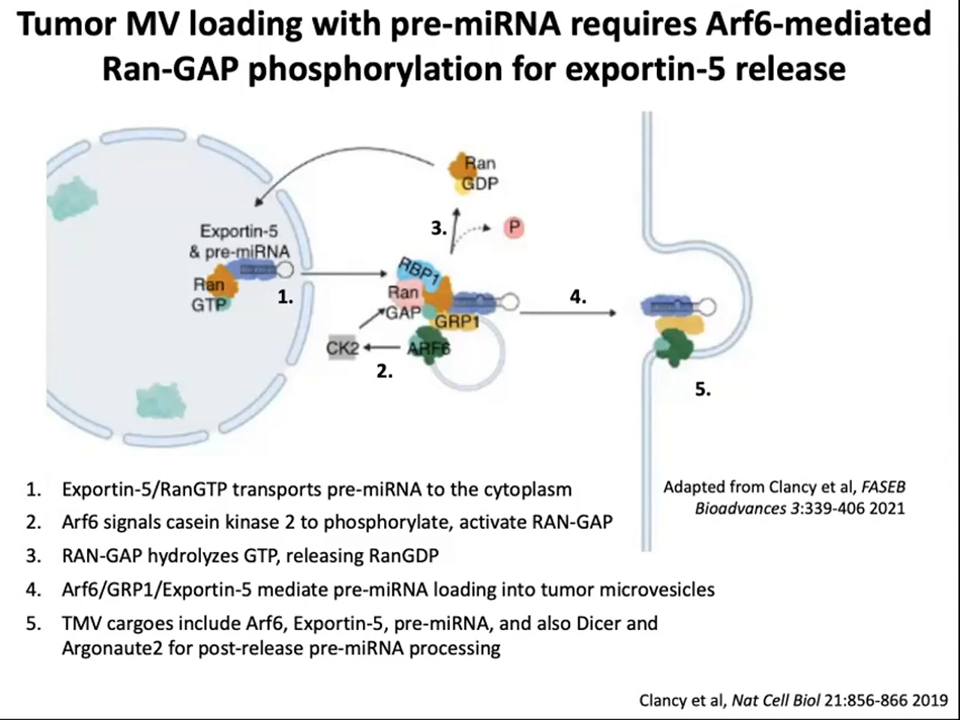 Tumor MV loading with pre-miRNA requires Arf6-mediated
Ran-GAP phosphorylation for exportin-5 release
Ran
GDP
3.
P
Exportin-5
& pre-miRNA
Ran
GTP
1.
RBP1
Ran
GAP
GRP1
4.
CK2
ARF6
2.
5.
1. Exportin-5/RanGTP transports pre-miRNA to the cytoplasm
2. Arf6 signals casein kinase 2 to phosphorylate, activate RAN-GAP
3. RAN-GAP hydrolyzes GTP, releasing RanGDP
4. Arf6/GRP1/Exportin-5 mediate pre-miRNA loading into tumor microvesicles
5. TMV cargoes include Arf6, Exportin-5, pre-miRNA, and also Dicer and
Argonaute2 for post-release pre-miRNA processing
Adapted from Clancy et al, FASEB
Bioadvances 3:339-406 2021
Clancy et al, Nat Cell Biol 21:856-866 2019